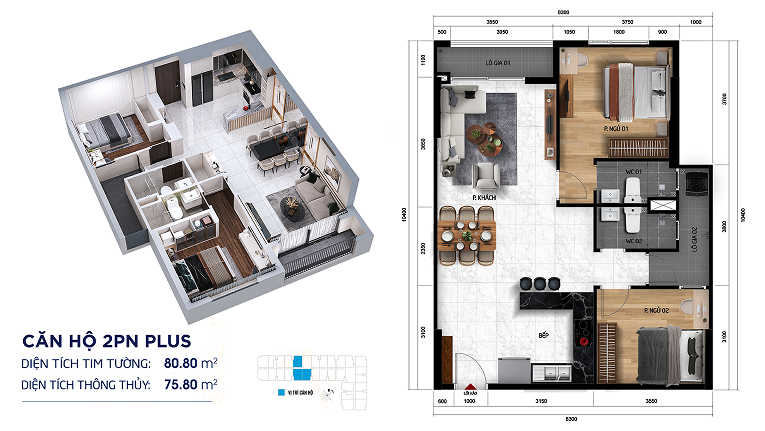 CĂN HỘ 2PN PLUS
DIỆN TÍCH TIM TƯỜNG: 80.80 m²
DIỆN TÍCH THÔNG THỦY: 75.80 m²
VỊ TRÍ CĂN HỘ
8300
3550 3750 1000
500 3050 1050 1800 900
LÔ GIA 01
1100
3700
P. NGỦ 01
3850
WC 01
P. KHÁCH
10400
10400
3800
WC 02
LÔ GIA 02
2350
P. NGỦ 02
BẾP
3100
3100
LỐI VÀO
600 1000 3150 3550
8300